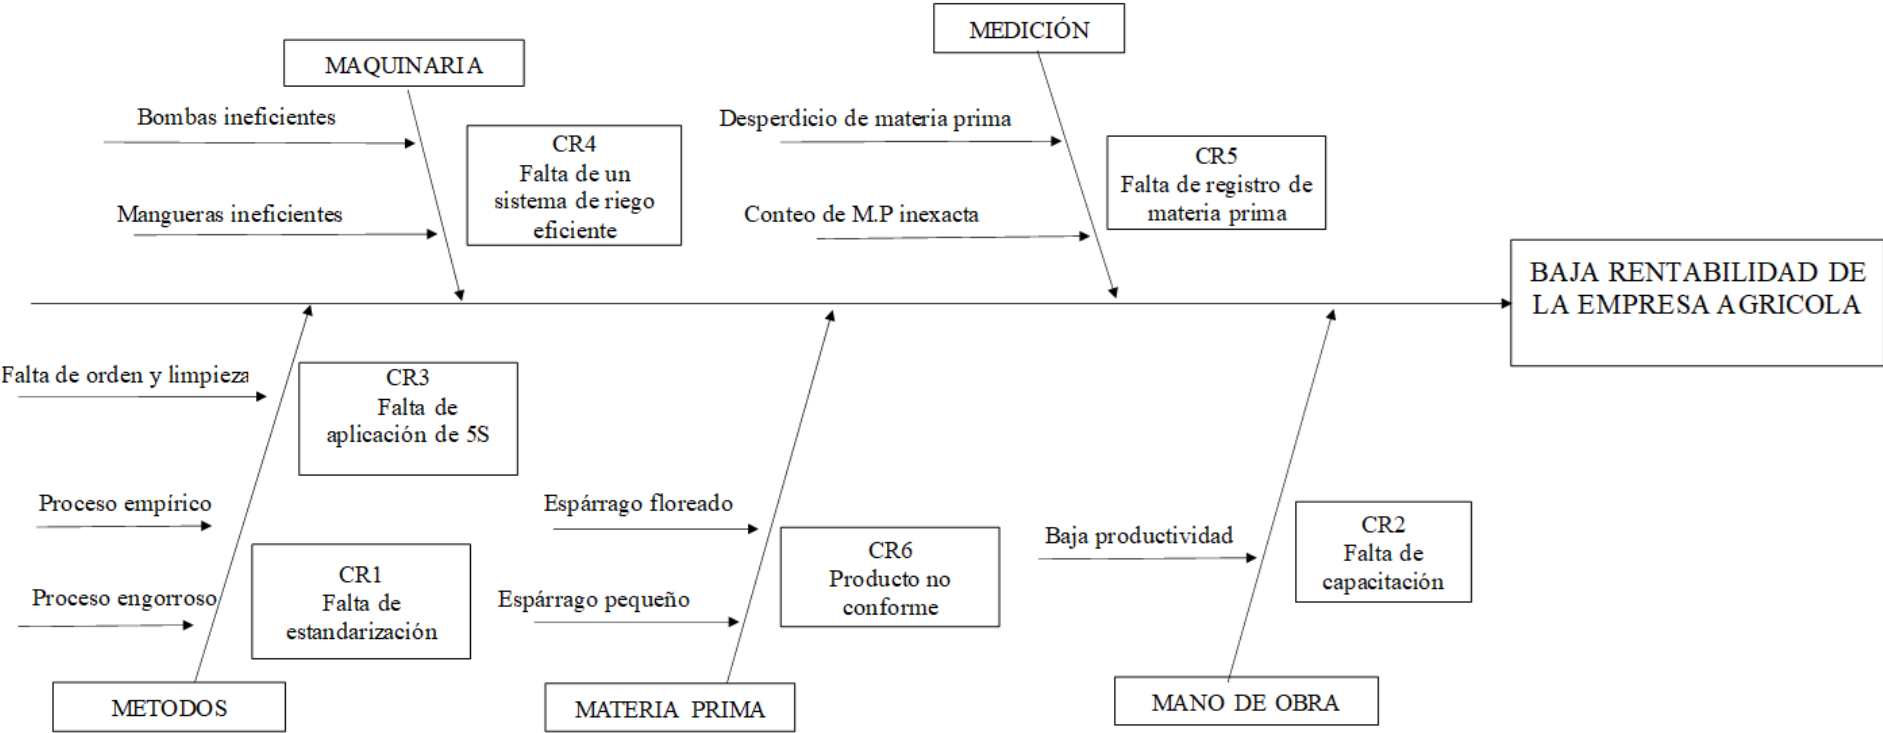 MEDICIÓN
MAQUINARIA
Bombas ineficientes
Mangueras ineficientes
CR4
Falta de un
sistema de riego
eficiente
Desperdicio de materia prima
Conteo de M.P inexacta
CR5
Falta de registro de
materia prima
BAJA RENTABILIDAD DE
LA EMPRESA AGRICOLA
Falta de orden y limpieza
CR3
Falta de
aplicación de 5S
Proceso empírico
Proceso engorroso
CR1
Falta de
estandarización
Espárrago floreado
Espárrago pequeño
CR6
Producto no
conforme
Baja productividad
CR2
Falta de
capacitación
METODOS
MATERIA PRIMA
MANO DE OBRA